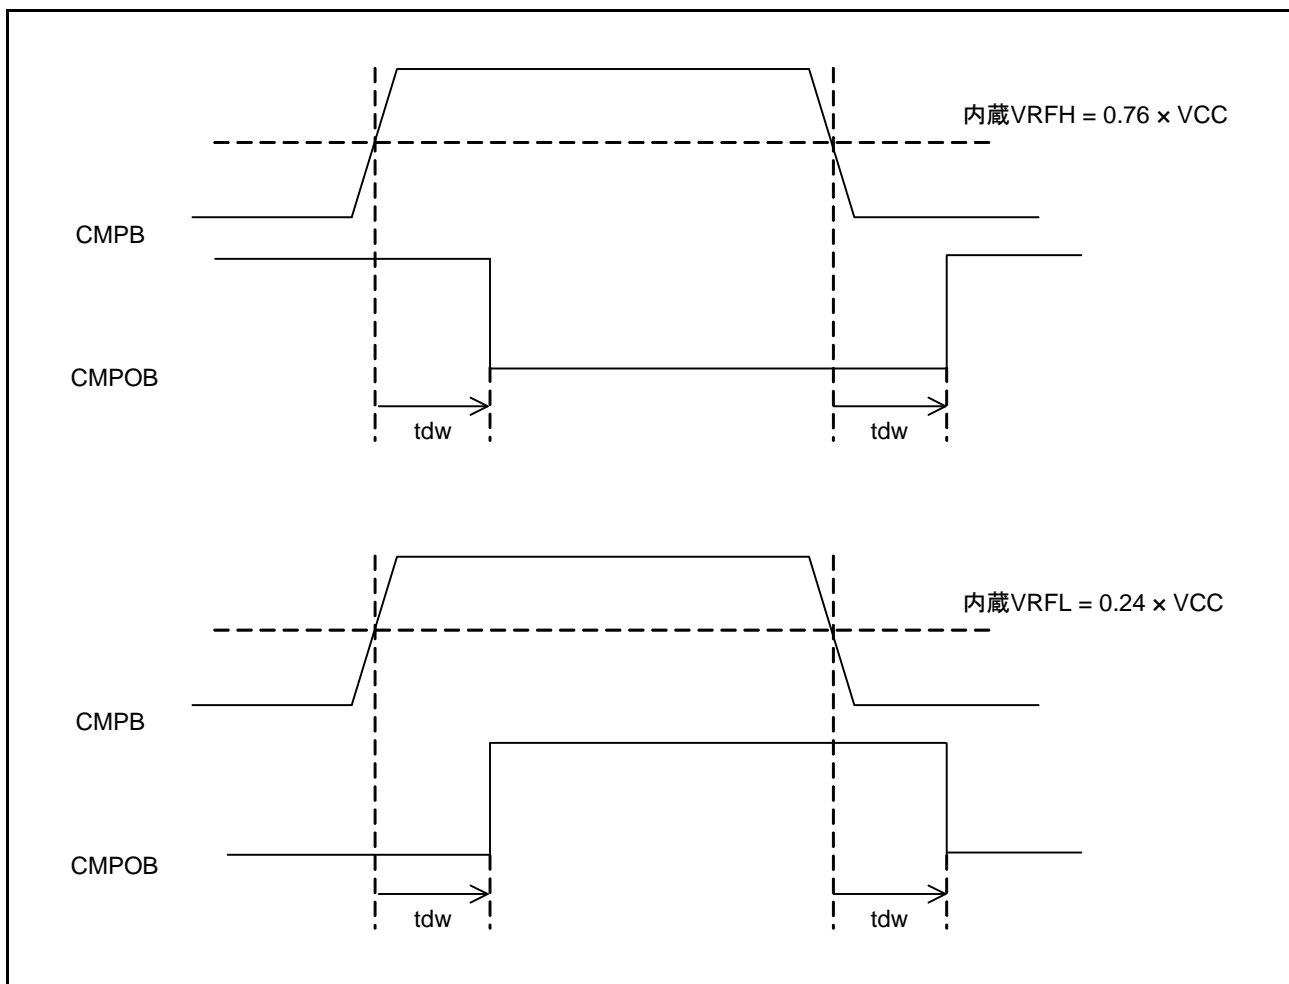 内蔵VRFH = 0.76 × VCC
CMPB
CMPOB
tdw
tdw
内蔵VRFL = 0.24 × VCC
CMPB
CMPOB
tdw
tdw